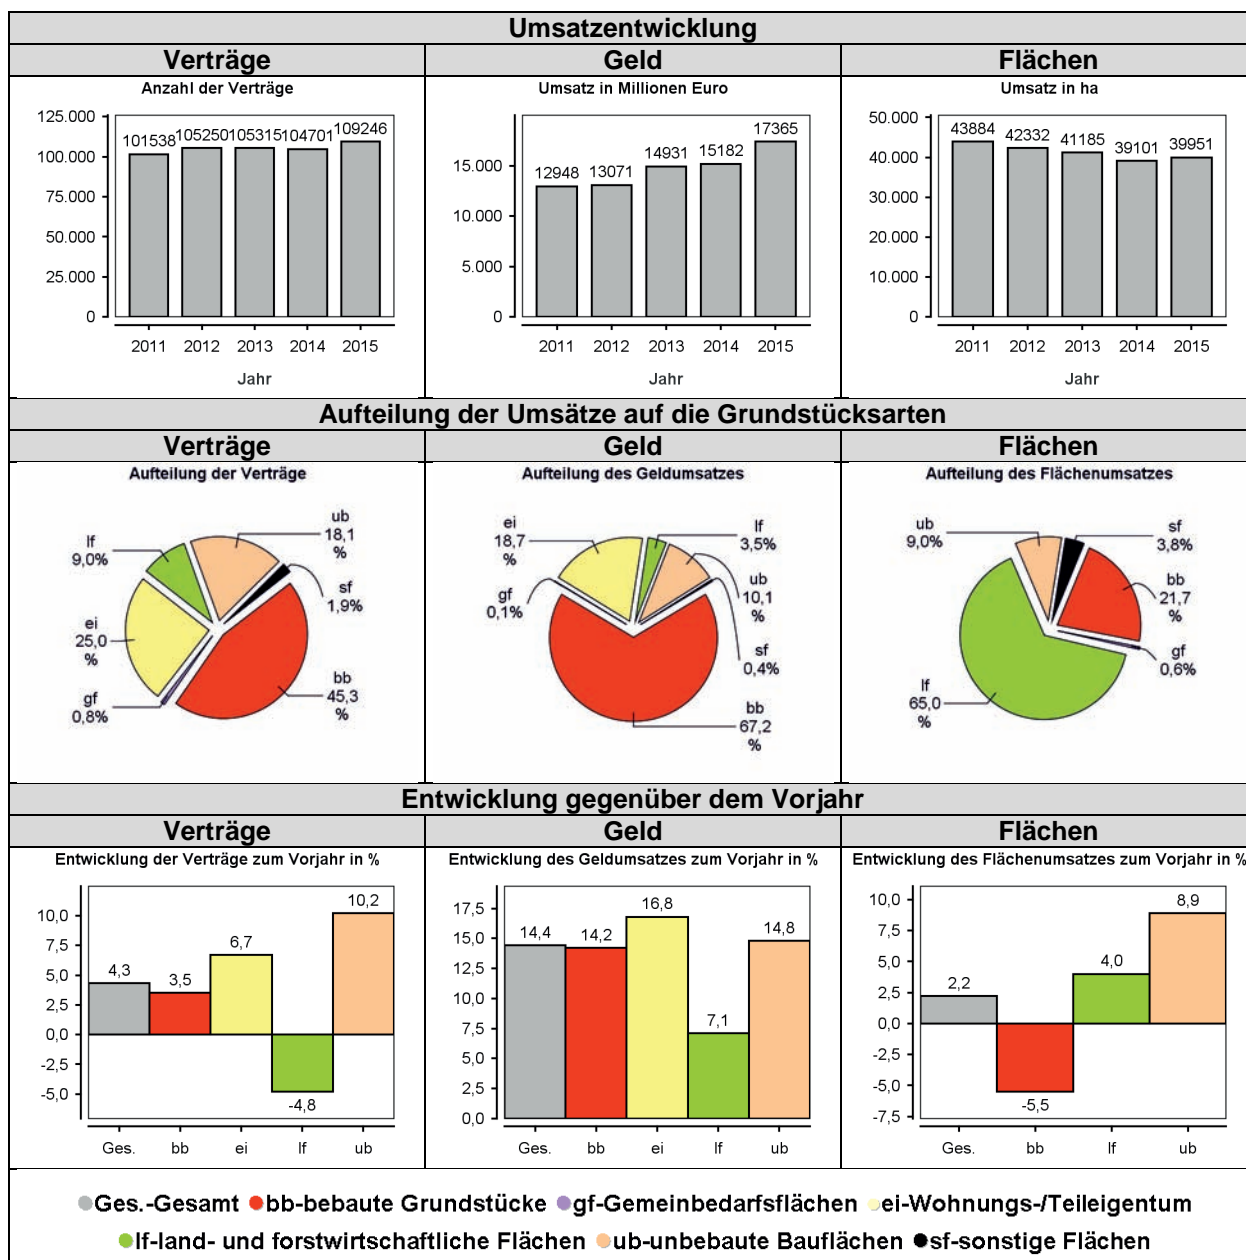 Umsatzentwicklung
Verträge
Geld
Flächen
Anzahl der Verträge
125.000
100.000
75.000
50.000
25.000
0
101538
105250
105315
104701
109246
2011 2012 2013 2014 2015
Jahr
Umsatz in Millionen Euro
15.000
10.000
5.000
0
12948
13071
14931
15182
17365
2011 2012 2013 2014 2015
Jahr
Umsatz in ha
50.000
40.000
30.000
20.000
10.000
0
43884
42332
41185
39101
39951
2011 2012 2013 2014 2015
Jahr
Aufteilung der Umsätze auf die Grundstücksarten
Verträge
Geld
Flächen
Aufteilung der Verträge
ub
18,1
%
lf
9,0%
sf
1,9%
ei
25,0
%
bb
45,3
%
gf
0,8%
Aufteilung des Geldumsatzes
ei
18,7
%
lf
3,5%
gf
0,1%
ub
10,1
%
sf
0,4%
bb
67,2
%
Aufteilung des Flächenumsatzes
ub
9,0%
sf
3,8%
bb
21,7
%
gf
0,6%
lf
65,0
%
Entwicklung gegenüber dem Vorjahr
Verträge
Geld
Flächen
Entwicklung der Verträge zum Vorjahr in %
10,0
7,5
5,0
2,5
0,0
-2,5
-5,0
4,3
3,5
6,7
-4,8
10,2
Ges. bb ei lf ub
Entwicklung des Geldumsatzes zum Vorjahr in %
17,5
15,0
12,5
10,0
7,5
5,0
2,5
0,0
14,4
14,2
16,8
7,1
14,8
Ges. bb ei lf ub
Entwicklung des Flächenumsatzes zum Vorjahr in %
10,0
7,5
5,0
2,5
0,0
-2,5
-5,0
-7,5
2,2
-5,5
4,0
8,9
Ges. bb lf ub
Ges.-Gesamt bb-bebaute Grundstücke gf-Gemeinbedarfsflächen ei-Wohnungs-/Teileigentum
lf-land- und forstwirtschaftliche Flächen ub-unbebaute Bauflächen sf-sonstige Flächen